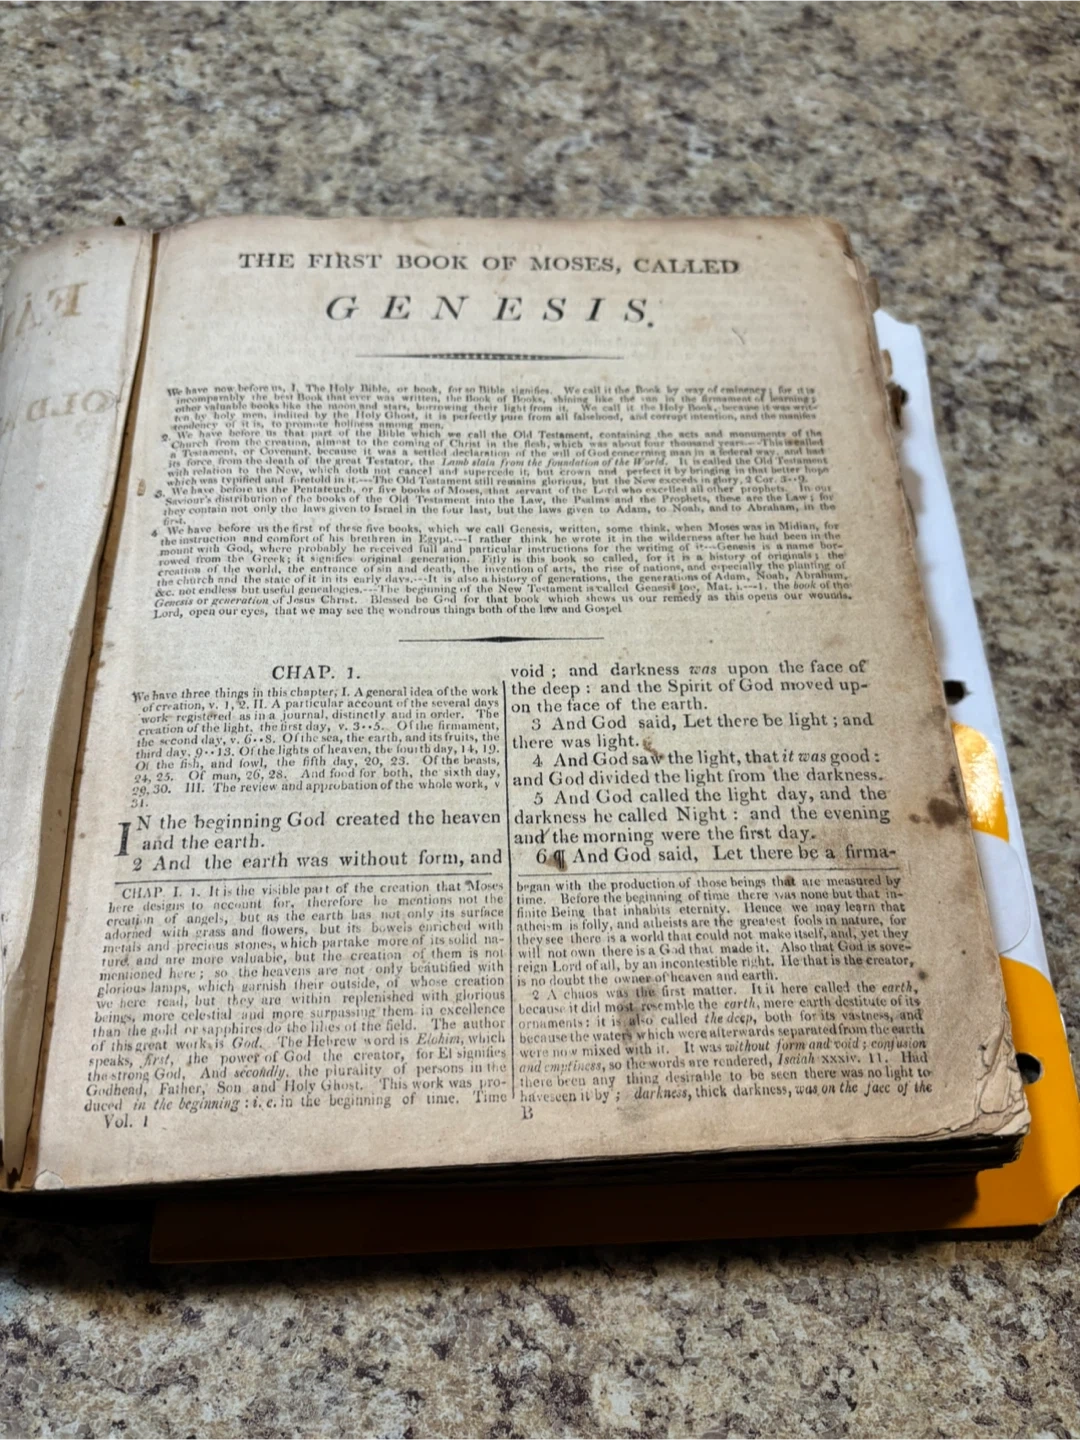 THE FIRST BOOK OF MOSES, CALLED
GENESIS.
We have now before us, I. The Holy Bible, or book, for so Bible signifies. We call it the Book by way of eminency; for it is
incomparably the best Book that ever was written, the Book of Books, shining like the sun in the firmament of learning;
other valuable books like the moon and stars, borrowing their light from it. We call it the Holy Book, because it was writ-
ten by holy men, indited by the Holy Ghost, it is perfectly pure from all falsehood, and corrupt intention, and the manifest
tendency of it is, to promote holiness among men.
2. We have before us that part of the Bible which we call the Old Testament, containing the acts and monuments of the
Church from the creation, almost to the coming of Christ in the flesh, which was about four thousand years.---This is called
a Testament, or Covenant, because it was a settled declaration of the will of God concerning man in a federal way, and had
its force from the death of the great Testator, the Lamb slain from the foundation of the World. It is called the Old Testament
with relation to the New, which doth not cancel and supercede it, but crown and perfect it by bringing in that better hope
which was typified and foretold in it.---The Old Testament still remains glorious, but the New exceeds in glory, 2 Cor. 3--9.
3. We have before us the Pentateuch, or five books of Moses, that servant of the Lord who excelled all other prophets. In our
Saviour's distribution of the books of the Old Testament into the Law, the Psalms and the Prophets, these are the Law; for
they contain not only the laws given to Israel in the four last, but the laws given to Adam, to Noah, and to Abraham, in the
first.
4. We have before us the first of these five books, which we call Genesis, written, some think, when Moses was in Midian, for
the instruction and comfort of his brethren in Egypt.---I rather think he wrote it in the wilderness after he had been in the
mount with God, where probably he received full and particular instructions for the writing of it---Genesis is a name bor-
rowed from the Greek; it signifies original generation. Fitly is this book so called, for it is a history of originals; the
creation of the world, the entrance of sin and death, the invention of arts, the rise of nations, and especially the planting of
the church and the state of it in its early days.---It is also a history of generations, the generations of Adam, Noah, Abraham,
&c. not endless but useful genealogies.---The beginning of the New Testament is called Genesis too, Mat. i.---1. the book of the
Genesis or generation of Jesus Christ. Blessed be God for that book which shews us our remedy as this opens our wounds.
Lord, open our eyes, that we may see the wondrous things both of the law and Gospel
CHAP. 1.
We have three things in this chapter; I. A general idea of the work
of creation, v. 1, 2. II. A particular account of the several days
work registered as in a journal, distinctly and in order. The
creation of the light, the first day, v. 3--5. Of the firmament,
the second day, v. 6--8. Of the sea, the earth, and its fruits, the
third day, 9--13. Of the lights of heaven, the fouth day, 14, 19.
Of the fish, and fowl, the fifth day, 20, 23. Of the beasts,
24, 25. Of man, 26, 28. And food for both, the sixth day,
29, 30. III. The review and approbation of the whole work, v
31.
IN the beginning God created the heaven
and the earth.
2 And the earth was without form, and
void; and darkness was upon the face of
the deep: and the Spirit of God moved up-
on the face of the earth.
3 And God said, Let there be light; and
there was light.
4 And God saw the light, that it was good:
and God divided the light from the darkness.
5 And God called the light day, and the
darkness he called Night: and the evening
and the morning were the first day.
6 ¶ And God said, Let there be a firma-
CHAP. I. 1. It is the visible part of the creation that Moses
here designs to account for, therefore he mentions not the
creation of angels, but as the earth has not only its surface
adorned with grass and flowers, but its bowels enriched with
metals and precious stones, which partake more of its solid na-
ture, and are more valuable, but the creation of them is not
mentioned here; so the heavens are not only beautified with
glorious lamps, which garnish their outside, of whose creation
we here read, but they are within replenished with glorious
beings, more celestial and more surpassing them in excellence
than the gold or sapphires do the lilies of the field. The author
of this great work is God. The Hebrew word is Elohim, which
speaks, first, the power of God the creator, for El signifies
the strong God, And secondly, the plurality of persons in the
Godhead, Father, Son and Holy Ghost. This work was pro-
duced in the beginning: i. e. in the beginning of time. Time
began with the production of those beings that are measured by
time. Before the beginning of time there was none but that in-
finite Being that inhabits eternity. Hence we may learn that
atheism is folly, and atheists are the greatest fools in nature, for
they see there is a world that could not make itself, and, yet they
will not own there is a God that made it. Also that God is sove-
reign Lord of all, by an incontestible right. He that is the creator,
is no doubt the owner of heaven and earth.
2 A chaos was the first matter. It it here called the earth,
because it did most resemble the earth, mere earth destitute of its
ornaments: it is also called the deep, both for its vastness, and
because the waters which were afterwards separated from the earth
were now mixed with it. It was without form and void; confusion
and emptiness, so the words are rendered, Isaiah xxxiv. 11. Had
there been any thing desirable to be seen there was no light to
have seen it by; darkness, thick darkness, was on the face of the
Vol. 1
B